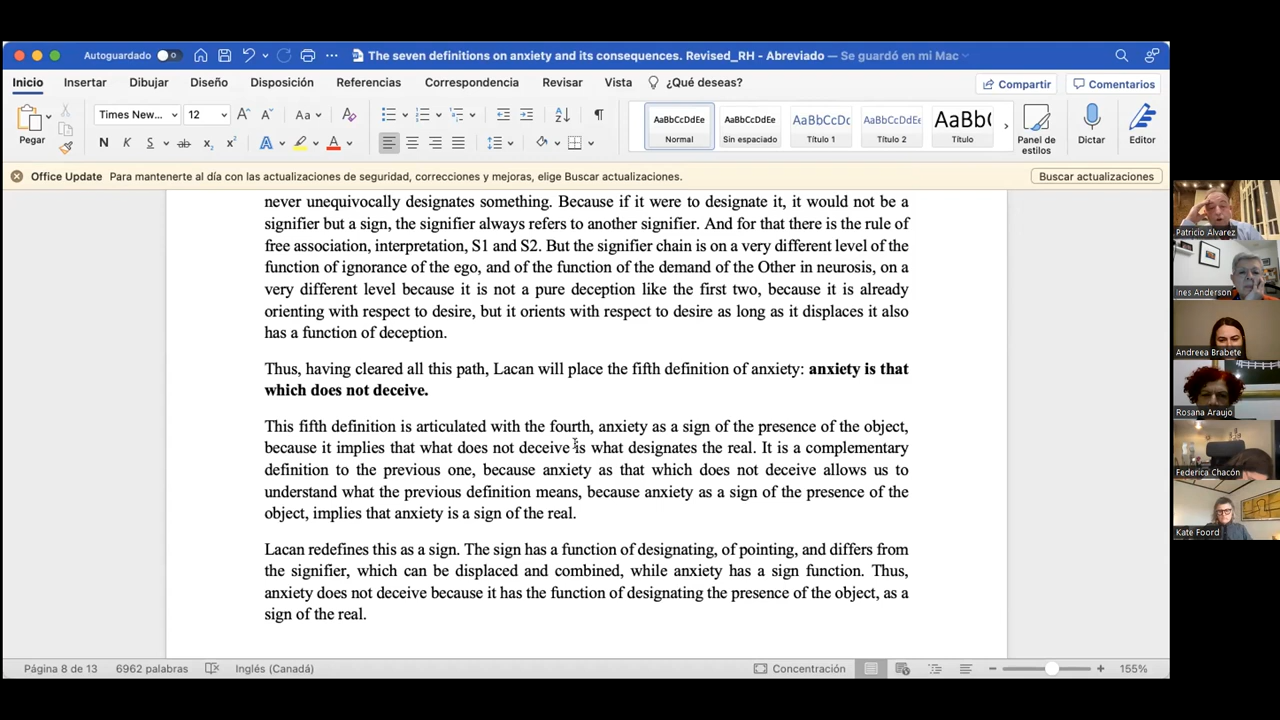 Autoguardado
The seven definitions on anxiety and its consequences. Revised_RH - Abreviado — Se guardó en mi Mac
Inicio Insertar Dibujar Diseño Disposición Referencias Correspondencia Revisar Vista ¿Qué deseas? Compartir Comentarios
Pegar
Times New... 12
Aa
N K S x₂ x² A A
AaBbCcDdEe Normal
AaBbCcDdEe Sin espaciado
AaBbCcDc Título 1
AaBbCcDdEe Título 2
AaBb( Título
Panel de estilos
Dictar
Editor
Office Update Para mantenerte al día con las actualizaciones de seguridad, correcciones y mejoras, elige Buscar actualizaciones. Buscar actualizaciones
never unequivocally designates something. Because if it were to designate it, it would not be a
signifier but a sign, the signifier always refers to another signifier. And for that there is the rule of
free association, interpretation, S1 and S2. But the signifier chain is on a very different level of the
function of ignorance of the ego, and of the function of the demand of the Other in neurosis, on a
very different level because it is not a pure deception like the first two, because it is already
orienting with respect to desire, but it orients with respect to desire as long as it displaces it also
has a function of deception.
Thus, having cleared all this path, Lacan will place the fifth definition of anxiety: anxiety is that
which does not deceive.
This fifth definition is articulated with the fourth, anxiety as a sign of the presence of the object,
because it implies that what does not deceive is what designates the real. It is a complementary
definition to the previous one, because anxiety as that which does not deceive allows us to
understand what the previous definition means, because anxiety as a sign of the presence of the
object, implies that anxiety is a sign of the real.
Lacan redefines this as a sign. The sign has a function of designating, of pointing, and differs from
the signifier, which can be displaced and combined, while anxiety has a sign function. Thus,
anxiety does not deceive because it has the function of designating the presence of the object, as a
sign of the real.
Página 8 de 13 6962 palabras Inglés (Canadá) Concentración 155%
Patricio Alvarez
Ines Anderson
Andreea Brabete
Rosana Araujo
Federica Chacón
Kate Foord